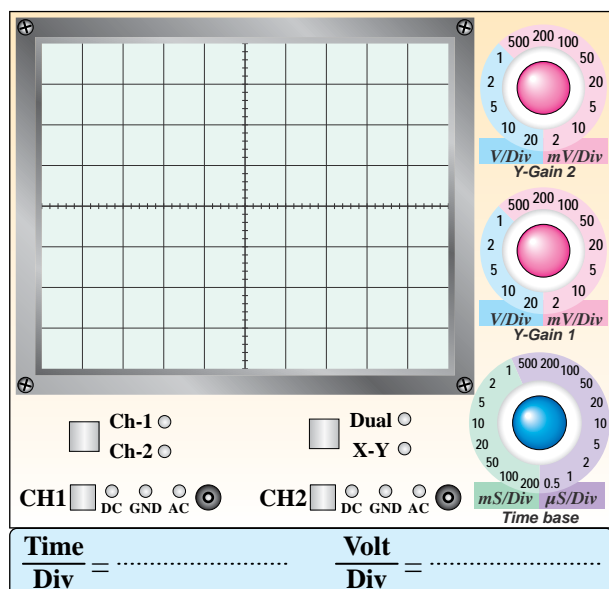 500 200 100
1 50
2 20
5 5
10 20 2
V/Div mV/Div
Y-Gain 2
500 200 100
1 50
2 20
5 5
10 20 2
V/Div mV/Div
Y-Gain 1
1 500 200 100
2 50
5 20
10 10
20 5
50 2
100 200 0.5 1
mS/Div µS/Div
Time base
Ch-1
Ch-2
Dual
X-Y
CH1 DC GND AC
CH2 DC GND AC
Time Volt
Div = .................... Div = ....................